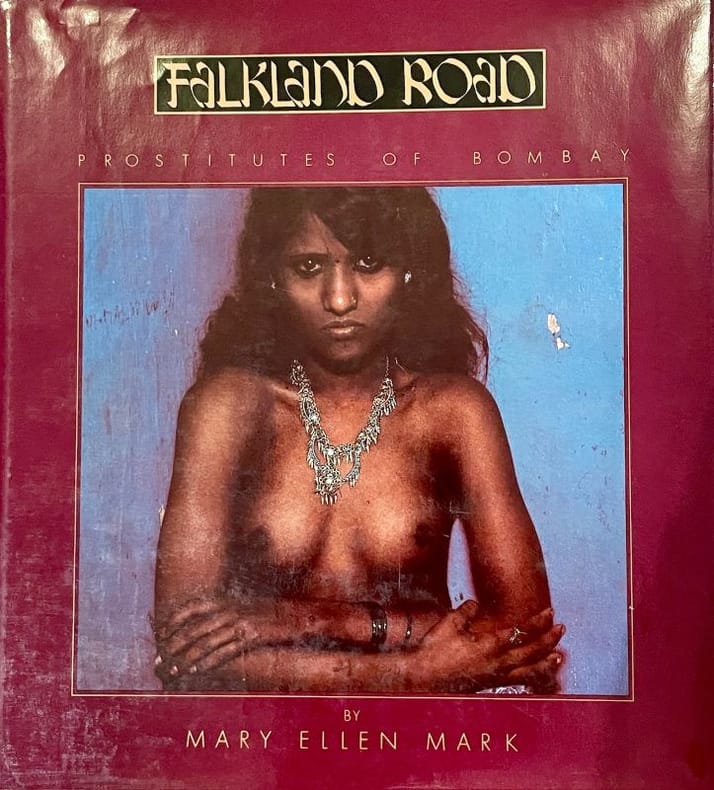 FALKLAND ROAD
PROSTITUTES OF BOMBAY
BY
MARY ELLEN MARK